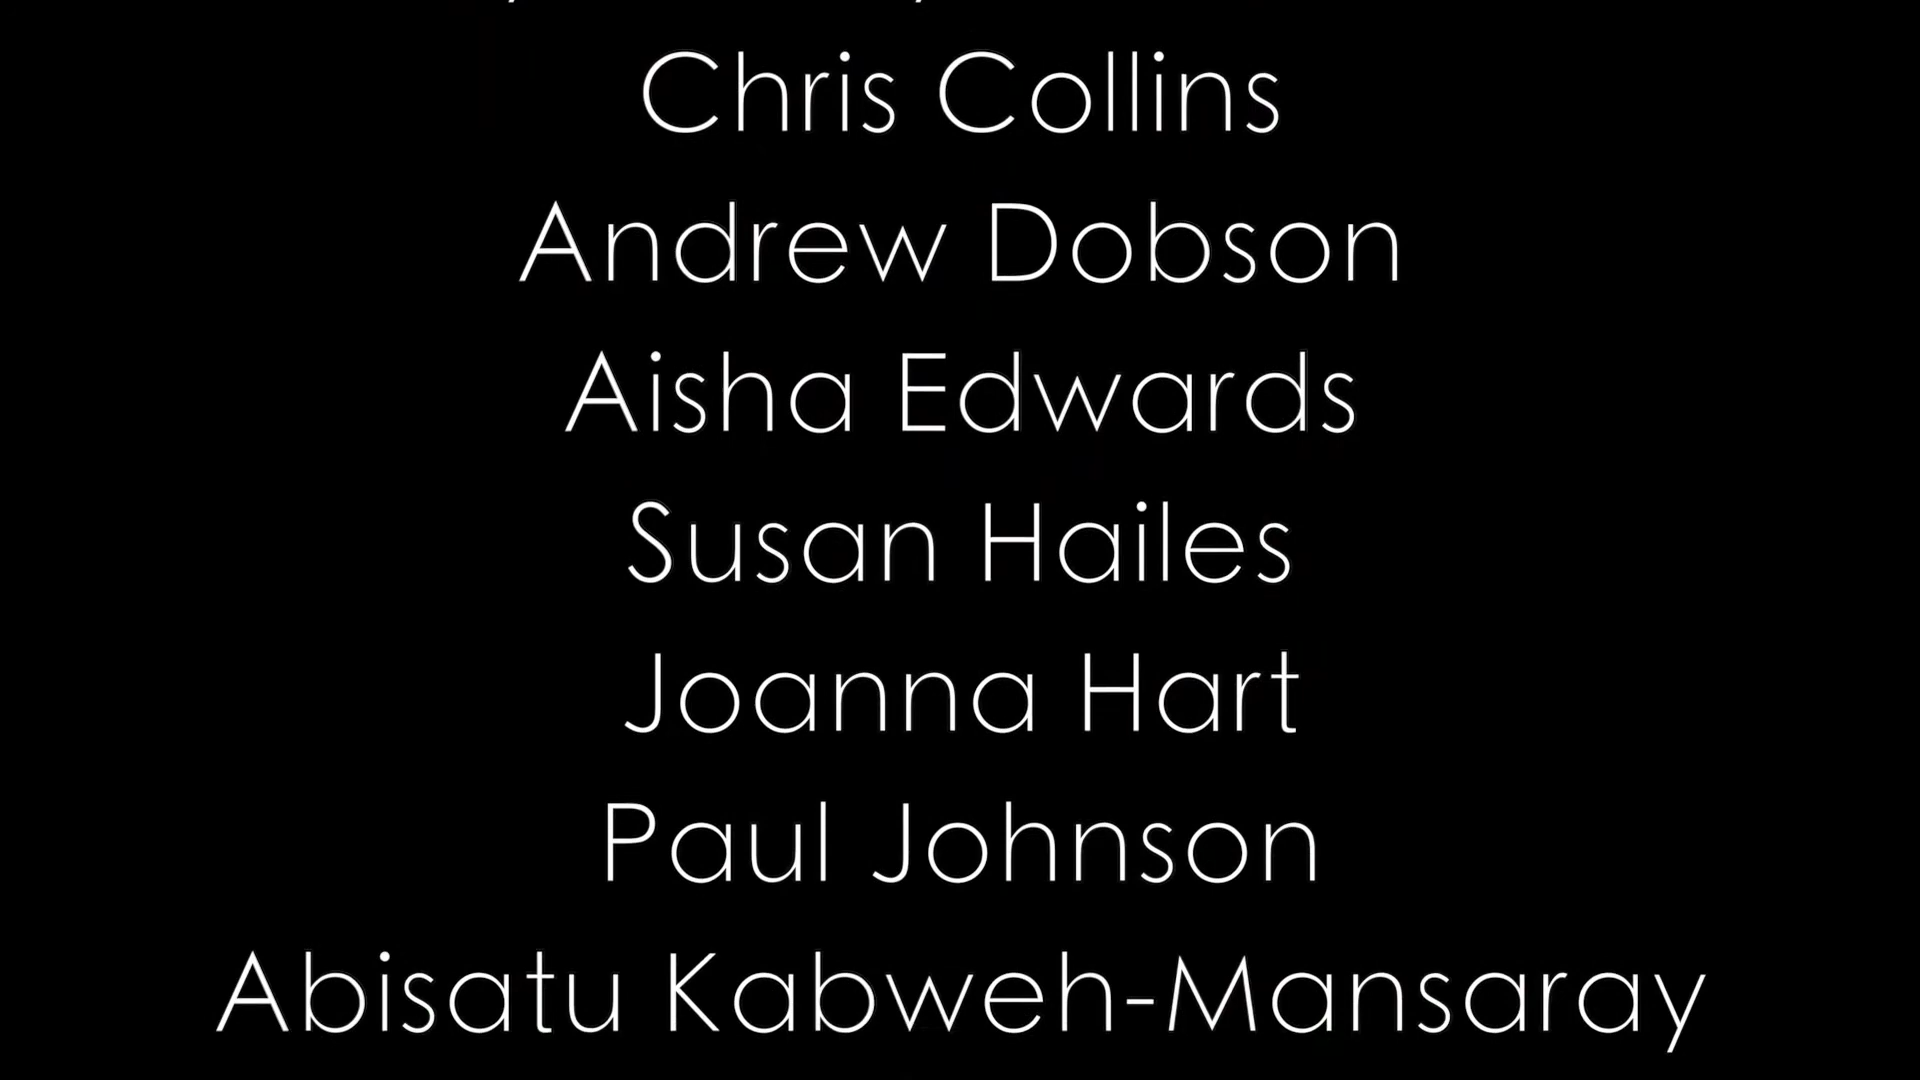 Chris Collins
Andrew Dobson
Aisha Edwards
Susan Hailes
Joanna Hart
Paul Johnson
Abisatu Kabweh-Mansaray